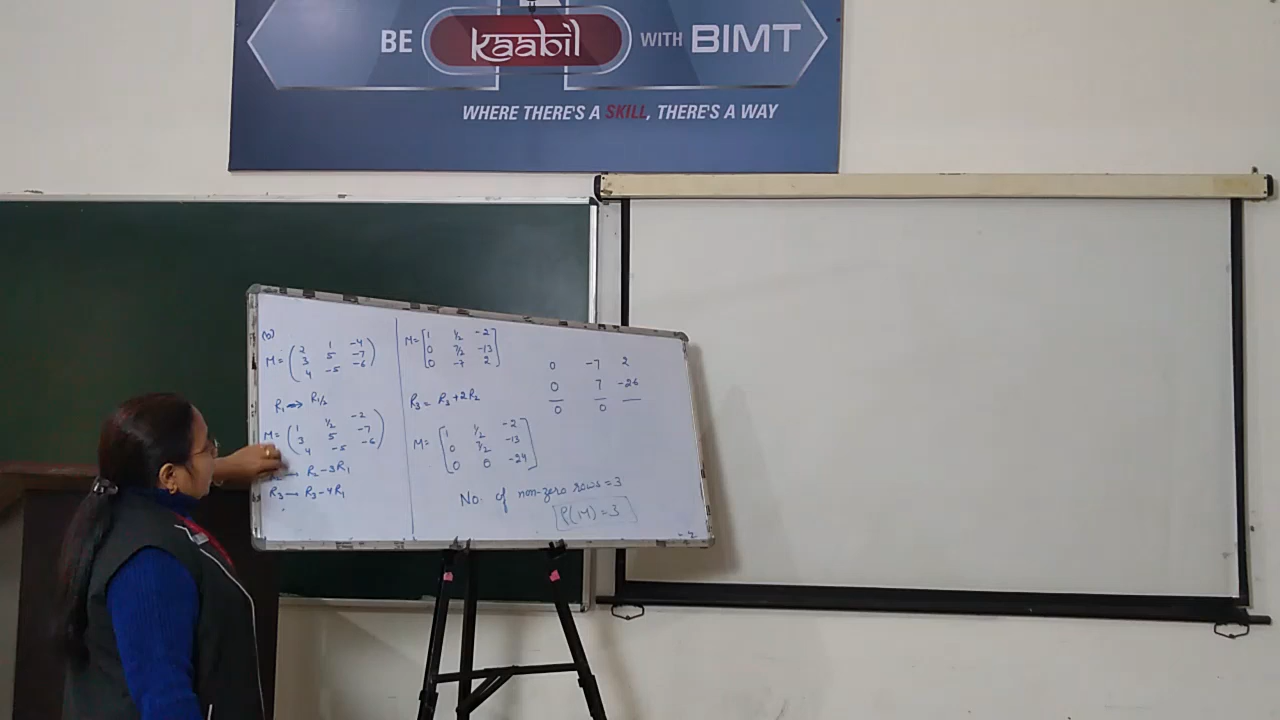 BE kaabil WITH BIMT
WHERE THERE'S A SKILL, THERE'S A WAY
M = ( 2 1 -4
3 5 -7
4 -5 -6 )
R1 → R1/2
M = ( 1 1/2 -2
3 5 -7
4 -5 -6 )
→ R2 - 3R1
R3 → R3 - 4R1
M = [ 1 1/2 -2
0 7/2 -13
0 -7 2 ]
R3 = R3 + 2R2
0 -7 2
0 7 -26
0 0
M = [ 1 1/2 -2
0 7/2 -13
0 0 -24 ]
No. of non-zero rows = 3
ρ(M) = 3